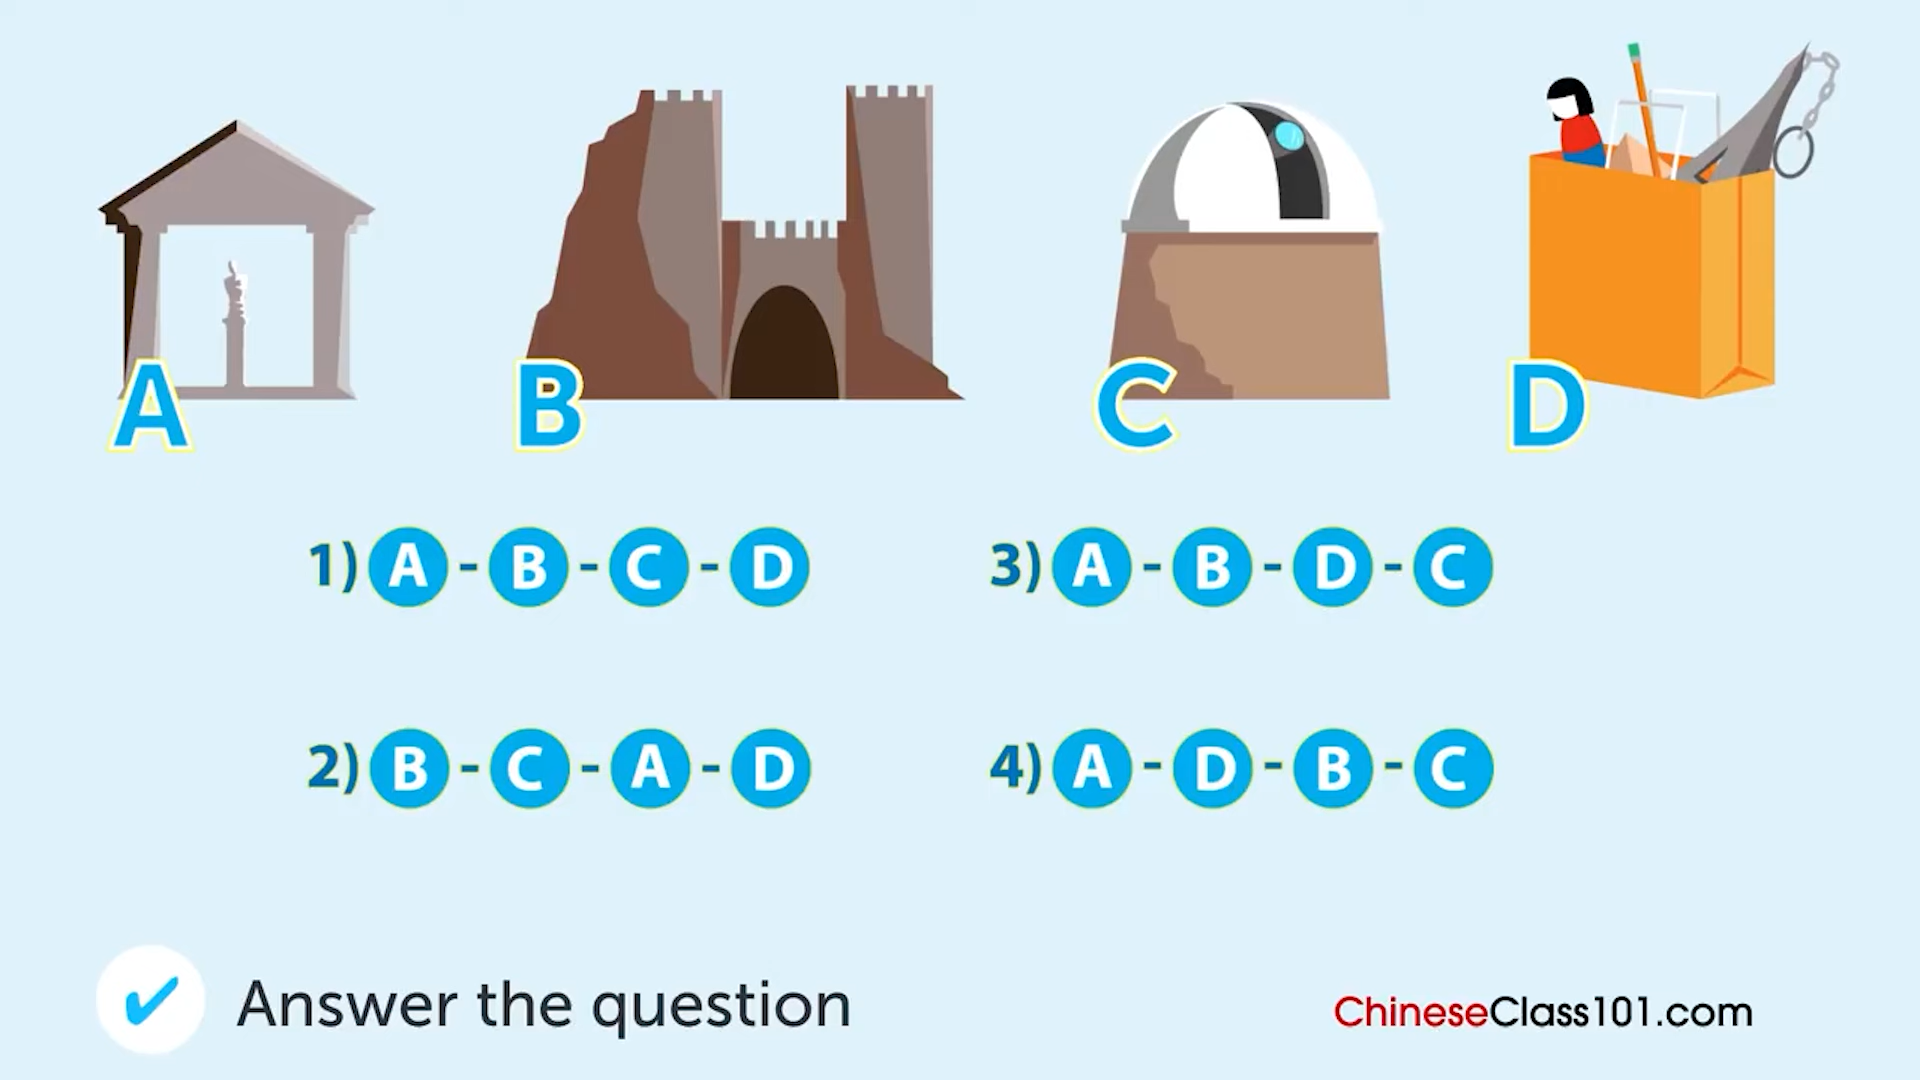 A B C D
1) A - B - C - D
3) A - B - D - C
2) B - C - A - D
4) A - D - B - C
Answer the question
ChineseClass101.com